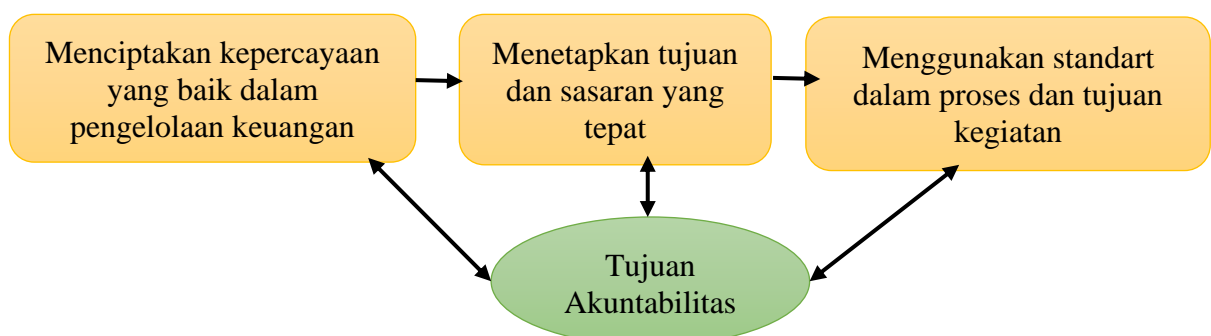 Menciptakan kepercayaan
yang baik dalam
pengelolaan keuangan
Menetapkan tujuan
dan sasaran yang
tepat
Menggunakan standart
dalam proses dan tujuan
kegiatan
Tujuan
Akuntabilitas